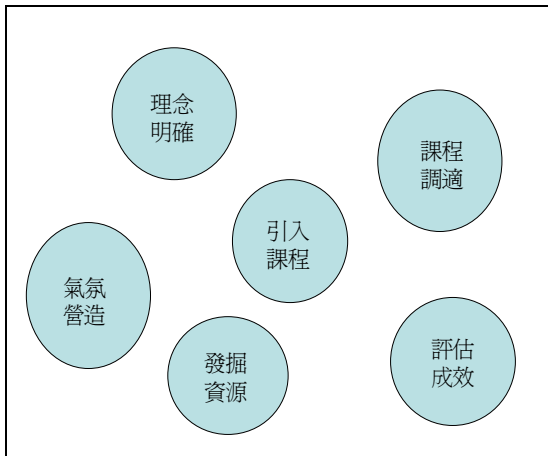 理念
明確
課程
調適
引入
課程
氣氛
營造
發掘
資源
評估
成效